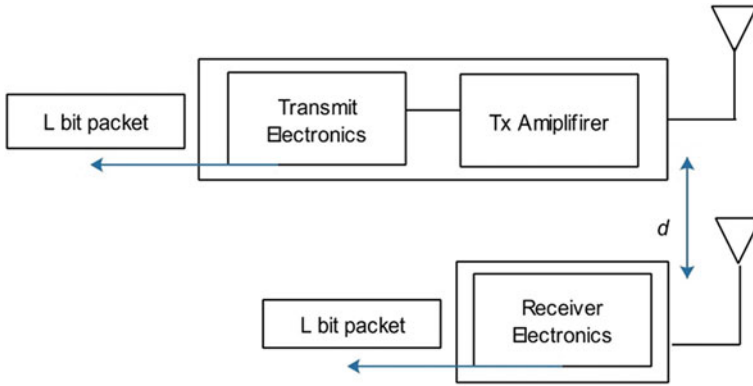 L bit packet
Transmit
Electronics
Tx Amiplifirer
d
L bit packet
Receiver
Electronics